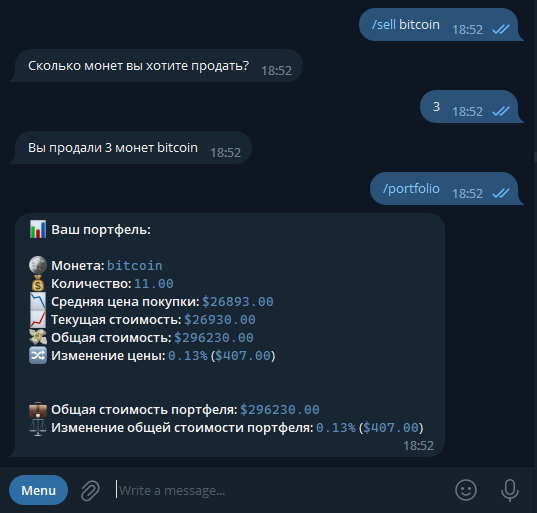 /sell bitcoin 18:52
Сколько монет вы хотите продать? 18:52
3 18:52
Вы продали 3 монет bitcoin 18:52
/portfolio 18:52
Ваш портфель:
Монета: bitcoin
Количество: 11.00
Средняя цена покупки: $26893.00
Текущая стоимость: $26930.00
Общая стоимость: $296230.00
Изменение цены: 0.13% ($407.00)
Общая стоимость портфеля: $296230.00
Изменение общей стоимости портфеля: 0.13% ($407.00)
18:52
Menu Write a message...